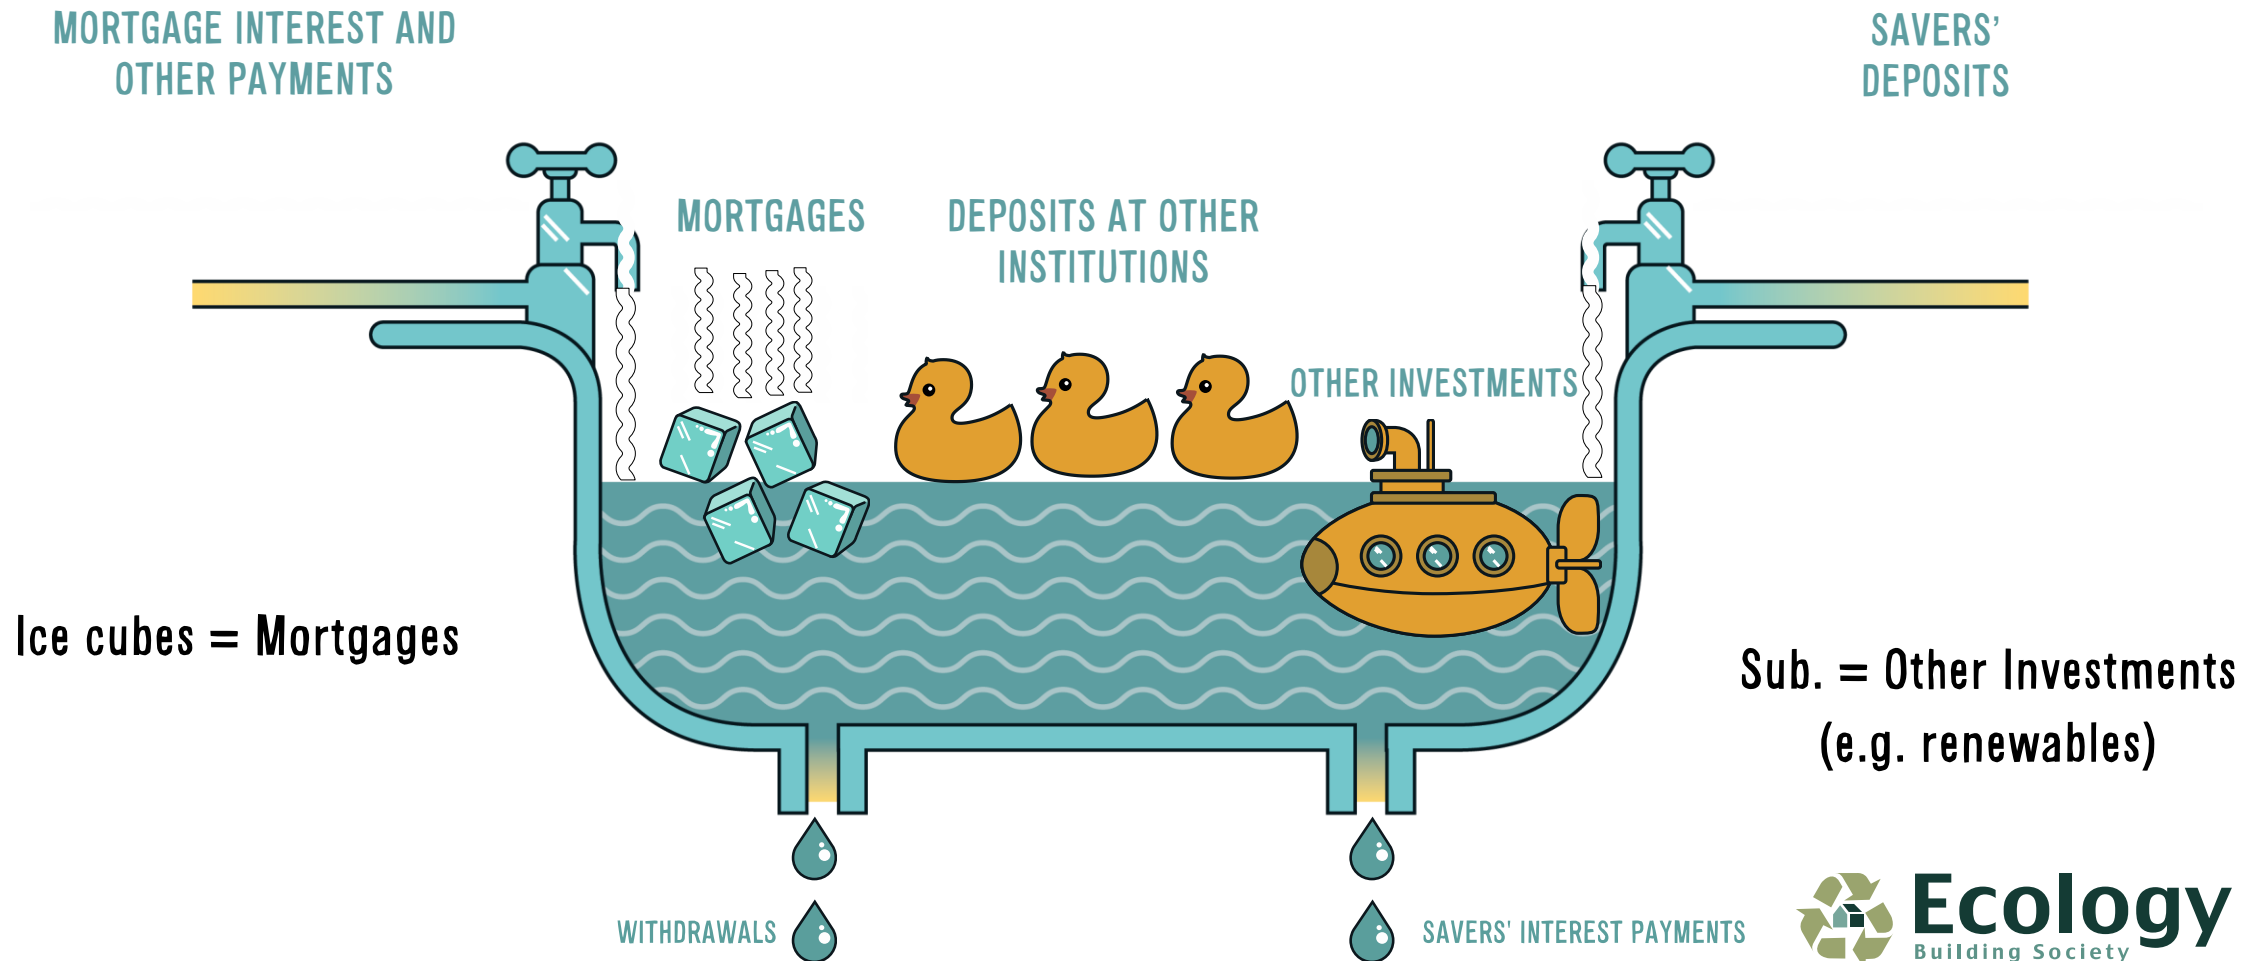 MORTGAGE INTEREST AND
OTHER PAYMENTS
SAVERS'
DEPOSITS
MORTGAGES
DEPOSITS AT OTHER
INSTITUTIONS
OTHER INVESTMENTS
Ice cubes = Mortgages
Sub. = Other Investments
(e.g. renewables)
WITHDRAWALS
SAVERS' INTEREST PAYMENTS
Ecology
Building Society